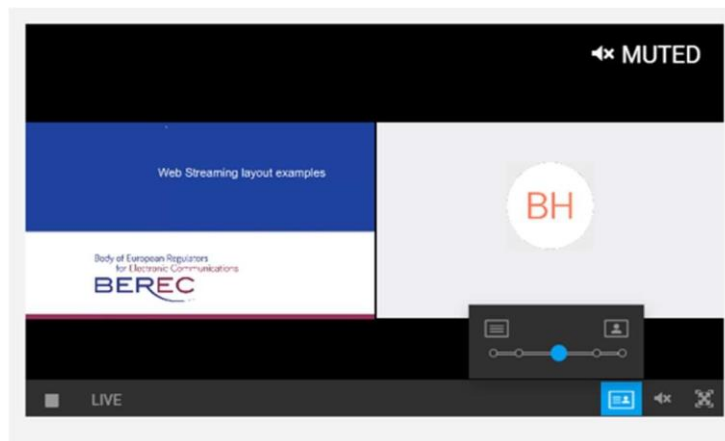 MUTED
Web Streaming layout examples
Body of European Regulators
for Electronic Communications
BEREC
BH
LIVE